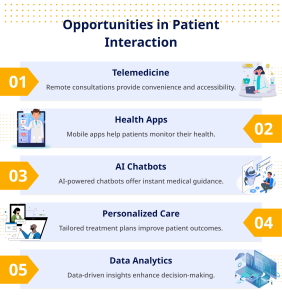 Opportunities in Patient
Interaction
01
Telemedicine
Remote consultations provide convenience and accessibility.
Health Apps
Mobile apps help patients monitor their health.
02
03
AI Chatbots
AI-powered chatbots offer instant medical guidance.
Personalized Care
Tailored treatment plans improve patient outcomes.
04
05
Data Analytics
Data-driven insights enhance decision-making.